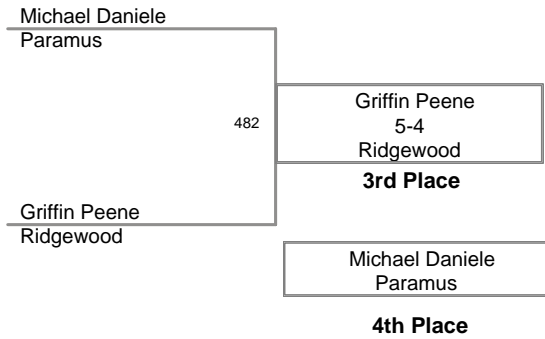 Michael Daniele
Paramus
482
Griffin Peene
5-4
Ridgewood
3rd Place
Griffin Peene
Ridgewood
Michael Daniele
Paramus
4th Place